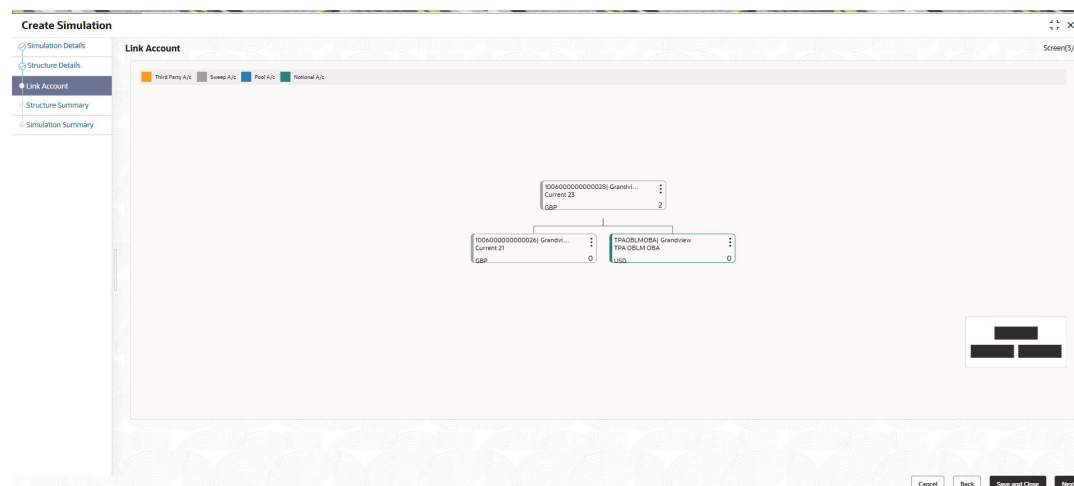 Create Simulation
Simulation Details
Structure Details
Link Account
Structure Summary
Simulation Summary
Link Account
Screen(3/
Third Party A/c Sweep A/c Pool A/c Notional A/c
1006000000000028| Grandvi...
Current 23
GBP 2
1006000000000026| Grandvi...
Current 21
GBP 0
TPAOBLMOBA| Grandview
TPA OBLM OBA
USD 0
Cancel Back Save and Close Next